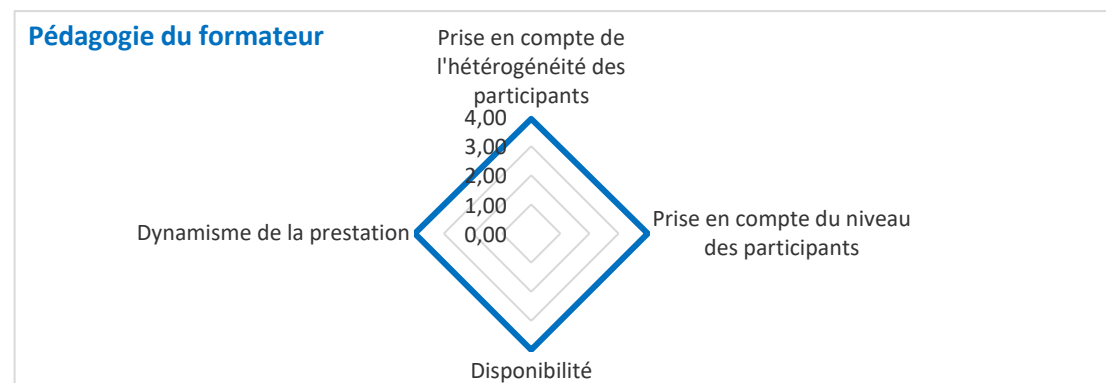 Pédagogie du formateur
Prise en compte de
l'hétérogénéité des
participants
4,00
3,00
2,00
1,00
0,00
Dynamisme de la prestation
Prise en compte du niveau
des participants
Disponibilité